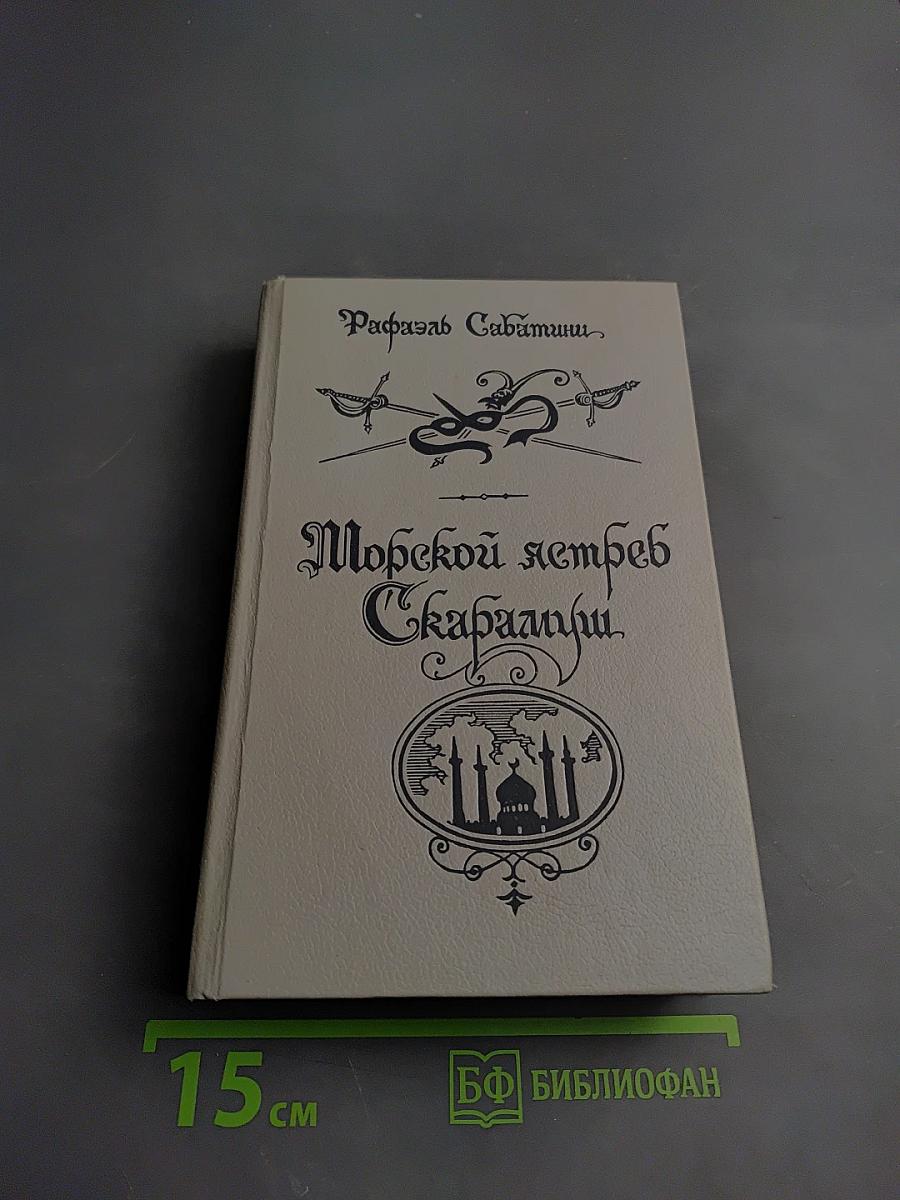 Рафаэль Сабатини
Морской ястреб
Скарамуш
15 см
БФ БИБЛИОФАН